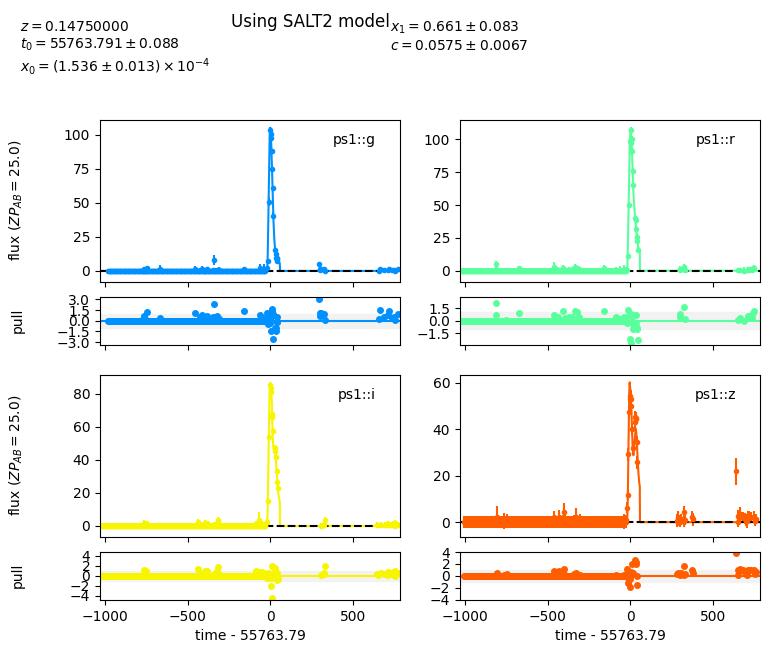 Using SALT2 model
z = 0.14750000
t₀ = 55763.791 ± 0.088
x₀ = (1.536 ± 0.013) × 10⁻⁴
x₁ = 0.661 ± 0.083
c = 0.0575 ± 0.0067
flux (ZP_AB = 25.0)
100
75
50
25
0
ps1::g
100
75
50
25
0
ps1::r
pull
3.0
1.5
0.0
−1.5
−3.0
1.5
0.0
−1.5
flux (ZP_AB = 25.0)
80
60
40
20
0
ps1::i
60
40
20
0
ps1::z
pull
4
2
0
−2
−4
4
2
0
−2
−4
−1000 −500 0 500
−1000 −500 0 500
time - 55763.79
time - 55763.79